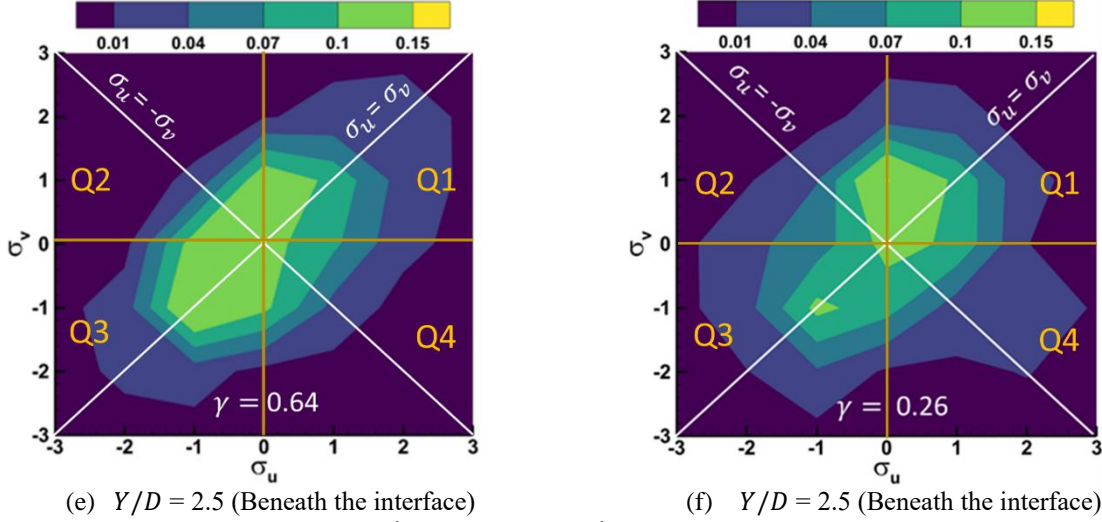 0.01 0.04 0.07 0.1 0.15
3
2
1
0
-1
-2
-3
σv
σu = -σv
σu = σv
Q2
Q1
Q3
Q4
γ = 0.64
-3 -2 -1 0 1 2 3
σu
(e) Y/D = 2.5 (Beneath the interface)
0.01 0.04 0.07 0.1 0.15
3
2
1
0
-1
-2
-3
σv
σu = -σv
σu = σv
Q2
Q1
Q3
Q4
γ = 0.26
-3 -2 -1 0 1 2 3
σu
(f) Y/D = 2.5 (Beneath the interface)